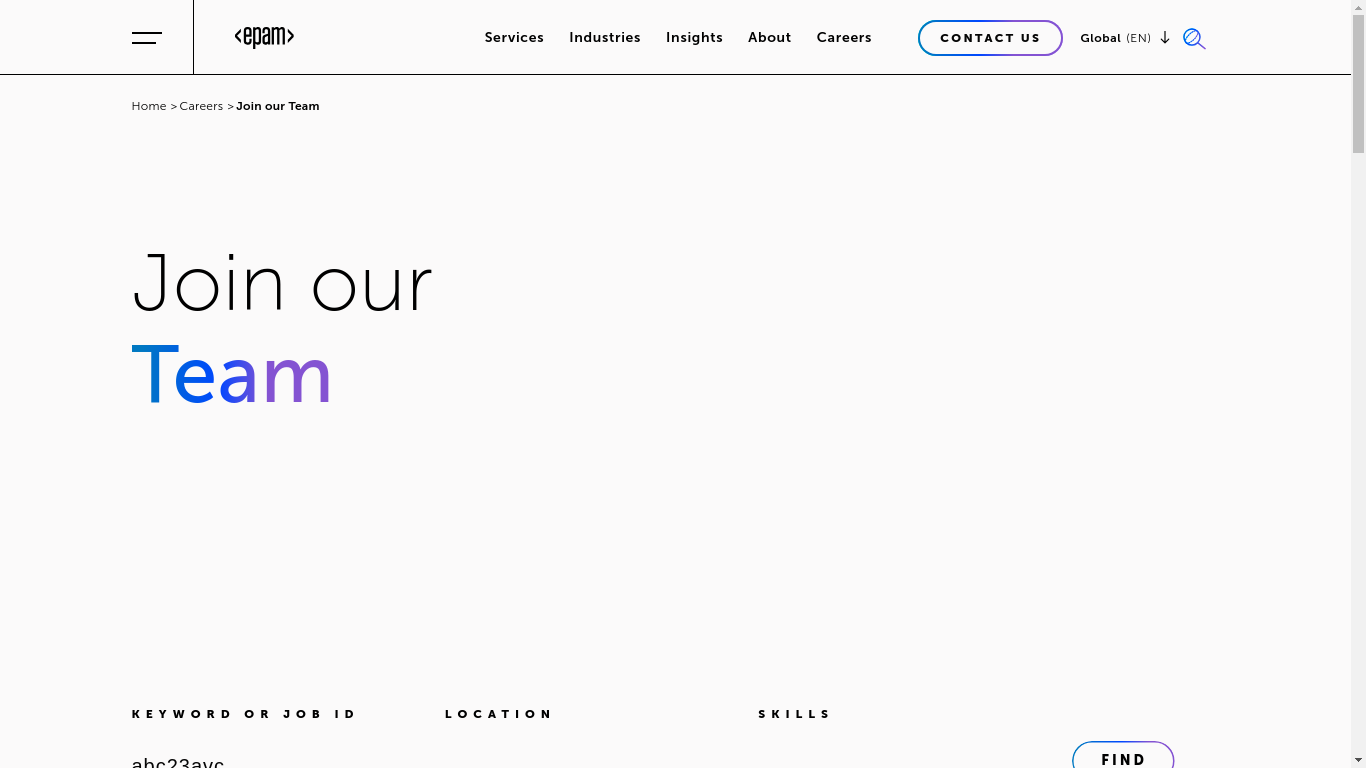 <epam>
Services Industries Insights About Careers CONTACT US Global (EN)
Home > Careers > Join our Team
Join our
Team
KEYWORD OR JOB ID LOCATION SKILLS
abc23avc
FIND